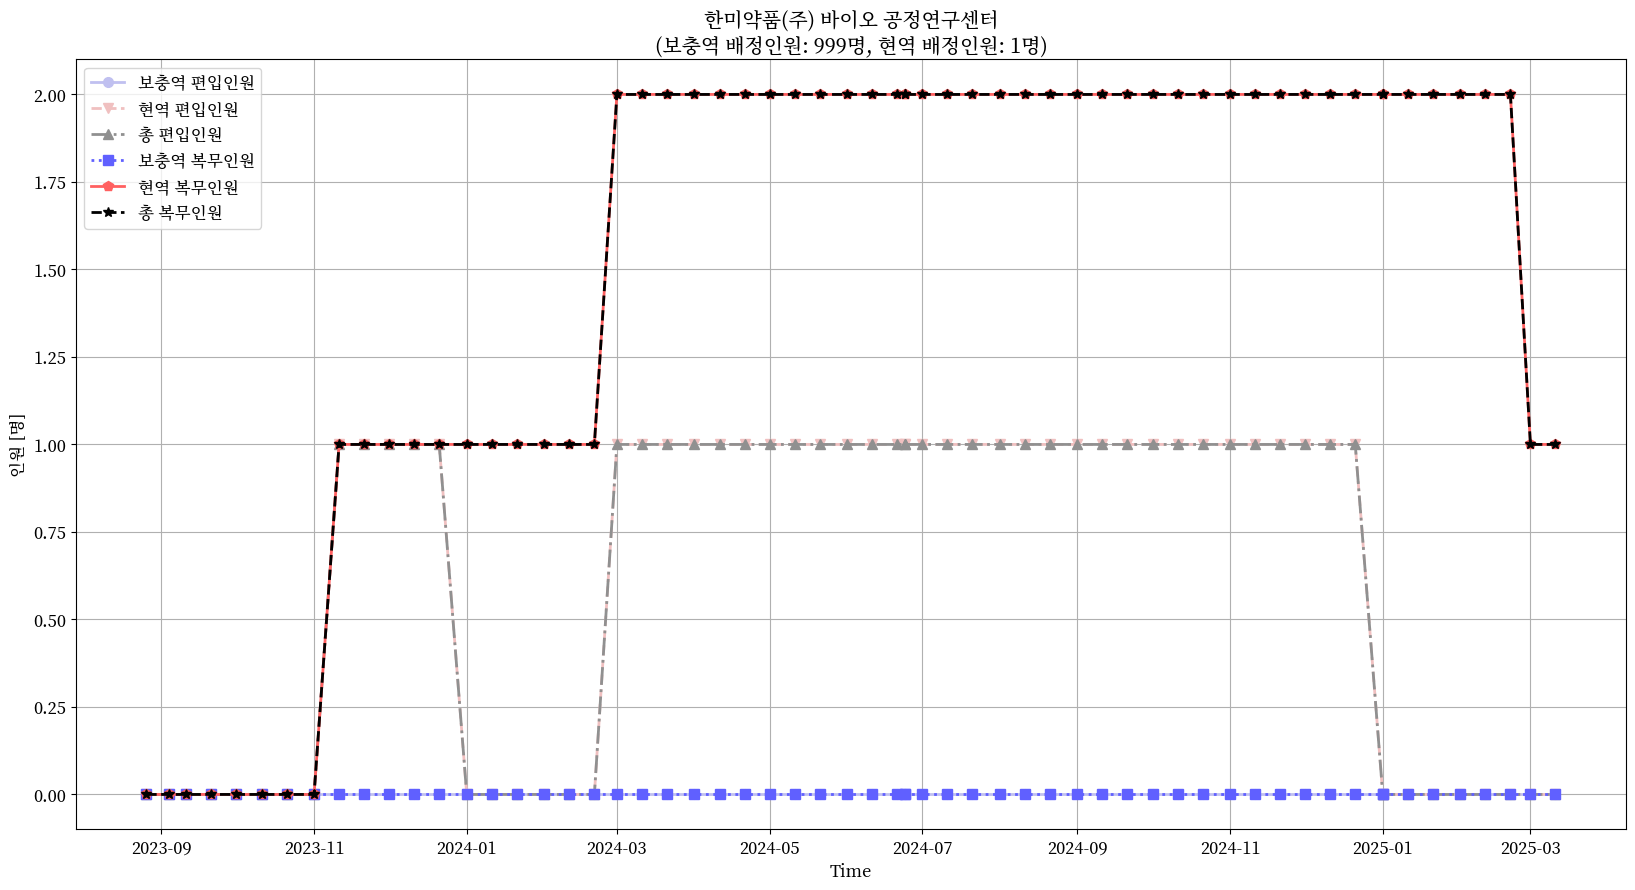 한미약품(주) 바이오 공정연구센터
(보충역 배정인원: 999명, 현역 배정인원: 1명)
보충역 편입인원
현역 편입인원
총 편입인원
보충역 복무인원
현역 복무인원
총 복무인원
2.00
1.75
1.50
1.25
1.00
0.75
0.50
0.25
0.00
인원 [명]
2023-09
2023-11
2024-01
2024-03
2024-05
2024-07
2024-09
2024-11
2025-01
2025-03
Time